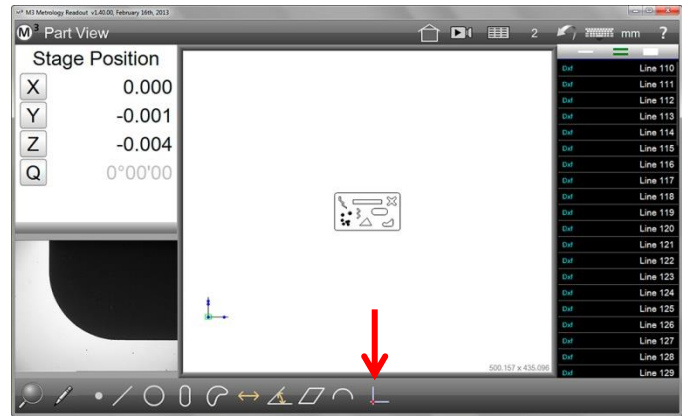 M3 Metrology Readout v1.40.00, February 16th, 2013
M3 Part View
2
mm
?
Stage Position
X 0.000
Y -0.001
Z -0.004
Q 0°00'00
500.157 x 435.096
Dxf Line 110
Dxf Line 111
Dxf Line 112
Dxf Line 113
Dxf Line 114
Dxf Line 115
Dxf Line 116
Dxf Line 117
Dxf Line 118
Dxf Line 119
Dxf Line 120
Dxf Line 121
Dxf Line 122
Dxf Line 123
Dxf Line 124
Dxf Line 125
Dxf Line 126
Dxf Line 127
Dxf Line 128
Dxf Line 129